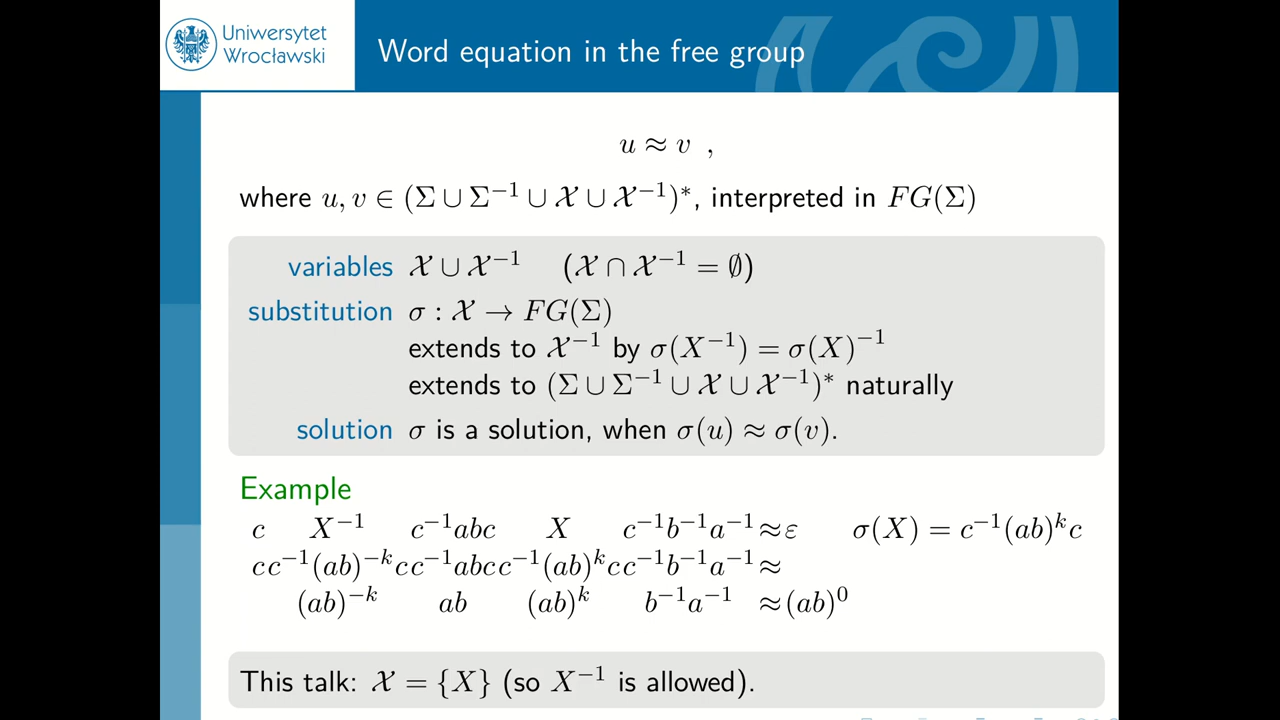 Uniwersytet
Wrocławski
Word equation in the free group
u ≈ v ,
where u, v ∈ (Σ ∪ Σ⁻¹ ∪ 𝒳 ∪ 𝒳⁻¹)*, interpreted in FG(Σ)
variables 𝒳 ∪ 𝒳⁻¹ (𝒳 ∩ 𝒳⁻¹ = ∅)
substitution σ : 𝒳 → FG(Σ)
extends to 𝒳⁻¹ by σ(X⁻¹) = σ(X)⁻¹
extends to (Σ ∪ Σ⁻¹ ∪ 𝒳 ∪ 𝒳⁻¹)* naturally
solution σ is a solution, when σ(u) ≈ σ(v).
Example
c X⁻¹ c⁻¹abc X c⁻¹b⁻¹a⁻¹ ≈ ε σ(X) = c⁻¹(ab)ᵏc
cc⁻¹(ab)⁻ᵏcc⁻¹abcc⁻¹(ab)ᵏcc⁻¹b⁻¹a⁻¹ ≈
(ab)⁻ᵏ ab (ab)ᵏ b⁻¹a⁻¹ ≈ (ab)⁰
This talk: 𝒳 = {X} (so X⁻¹ is allowed).